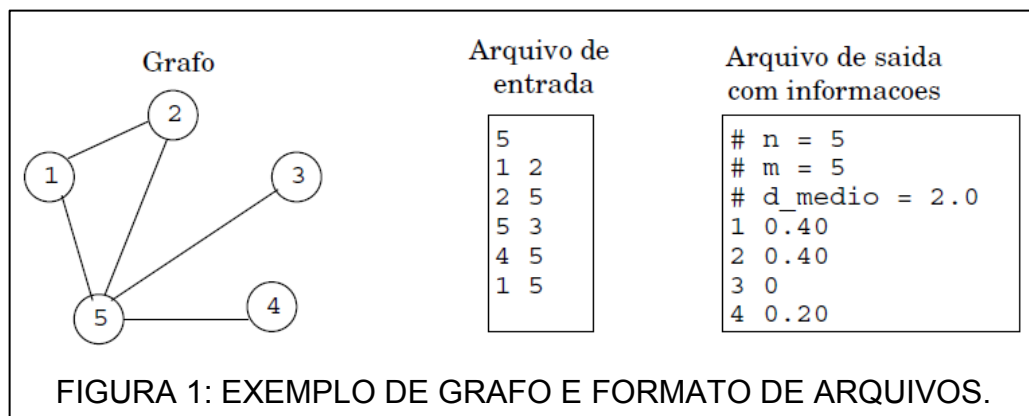 Grafo
1
2
3
4
5
Arquivo de
entrada
5
1 2
2 5
5 3
4 5
1 5
Arquivo de saida
com informacoes
# n = 5
# m = 5
# d_medio = 2.0
1 0.40
2 0.40
3 0
4 0.20
FIGURA 1: EXEMPLO DE GRAFO E FORMATO DE ARQUIVOS.